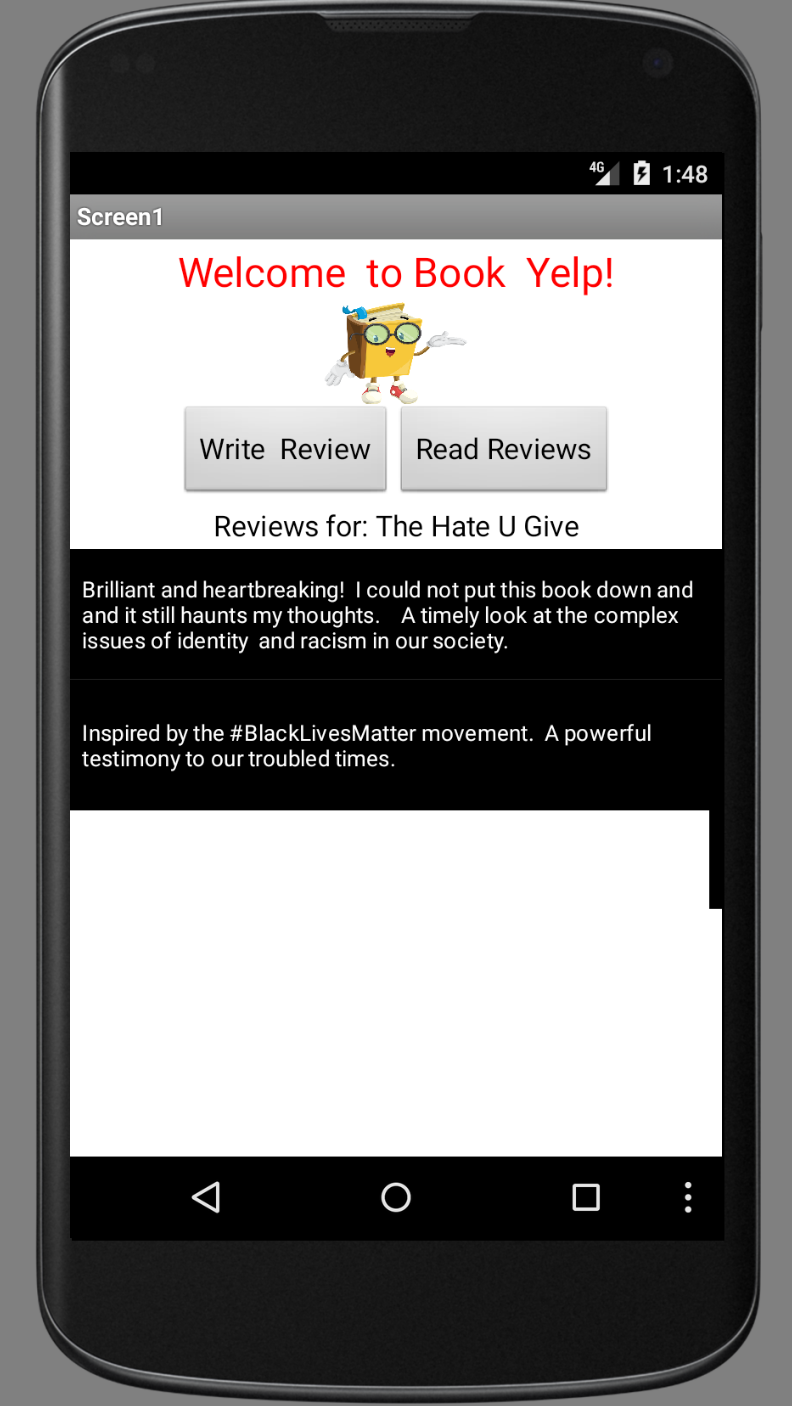 4G 1:48
Screen1
Welcome  to Book  Yelp!
Write  Review Read Reviews
Reviews for: The Hate U Give
Brilliant and heartbreaking!  I could not put this book down and
and it still haunts my thoughts.    A timely look at the complex
issues of identity  and racism in our society.
Inspired by the #BlackLivesMatter movement.  A powerful
testimony to our troubled times.